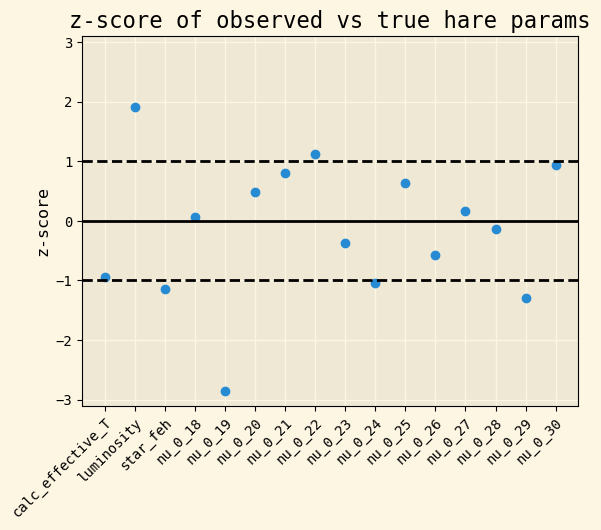 z-score of observed vs true hare params
z-score
3
2
1
0
−1
−2
−3
calc_effective_T
luminosity
star_feh
nu_0_18
nu_0_19
nu_0_20
nu_0_21
nu_0_22
nu_0_23
nu_0_24
nu_0_25
nu_0_26
nu_0_27
nu_0_28
nu_0_29
nu_0_30